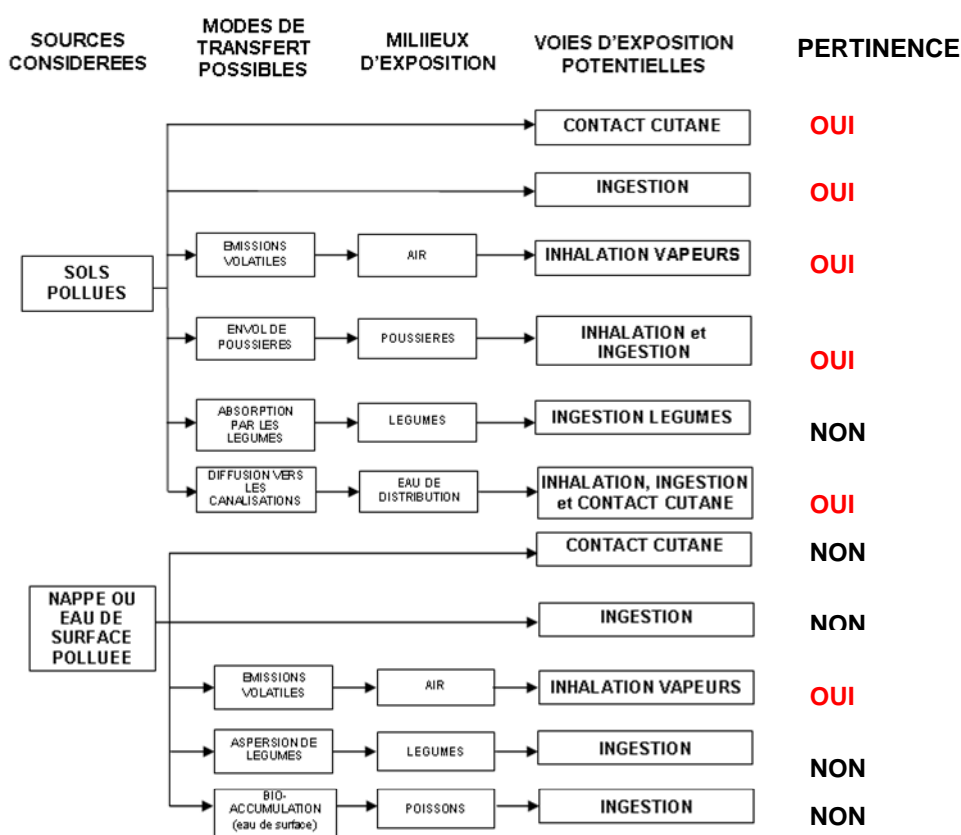 SOURCES
CONSIDEREES
MODES DE
TRANSFERT
POSSIBLES
MILIIEUX
D'EXPOSITION
VOIES D'EXPOSITION
POTENTIELLES
PERTINENCE
CONTACT CUTANE
OUI
INGESTION
OUI
SOLS
POLLUES
EMISSIONS
VOLATILES
AIR
INHALATION VAPEURS
OUI
ENVOL DE
POUSSIERES
POUSSIERES
INHALATION et
INGESTION
OUI
ABSORPTION
PAR LES
LEGUMES
LEGUMES
INGESTION LEGUMES
NON
DIFFUSION VERS
LES
CANALISATIONS
EAU DE
DISTRIBUTION
INHALATION, INGESTION
et CONTACT CUTANE
OUI
CONTACT CUTANE
NON
NAPPE OU
EAU DE
SURFACE
POLLUEE
INGESTION
NON
EMISSIONS
VOLATILES
AIR
INHALATION VAPEURS
OUI
ASPERSION DE
LEGUMES
LEGUMES
INGESTION
NON
BIO-
ACCUMULATION
(eau de surface)
POISSONS
INGESTION
NON